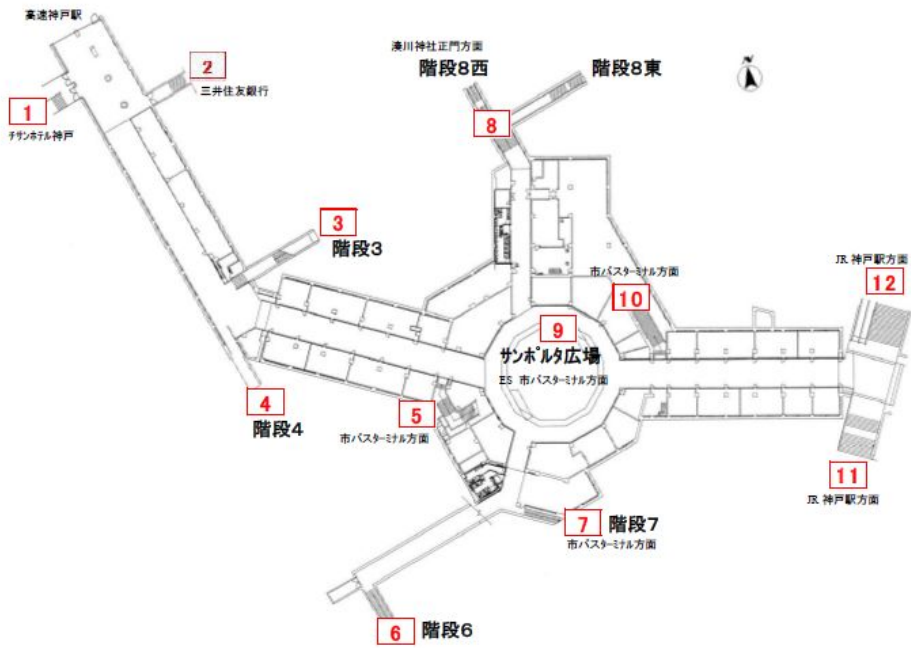 高速神戸駅
湊川神社正門方面
階段8西
階段8東
N
2
三井住友銀行
1
チサンホテル神戸
8
3
階段3
JR 神戸駅方面
12
市バスターミナル方面
10
9
サンポルタ広場
ES 市バスターミナル方面
4
階段4
5
市バスターミナル方面
11
JR 神戸駅方面
7 階段7
市バスターミナル方面
6 階段6